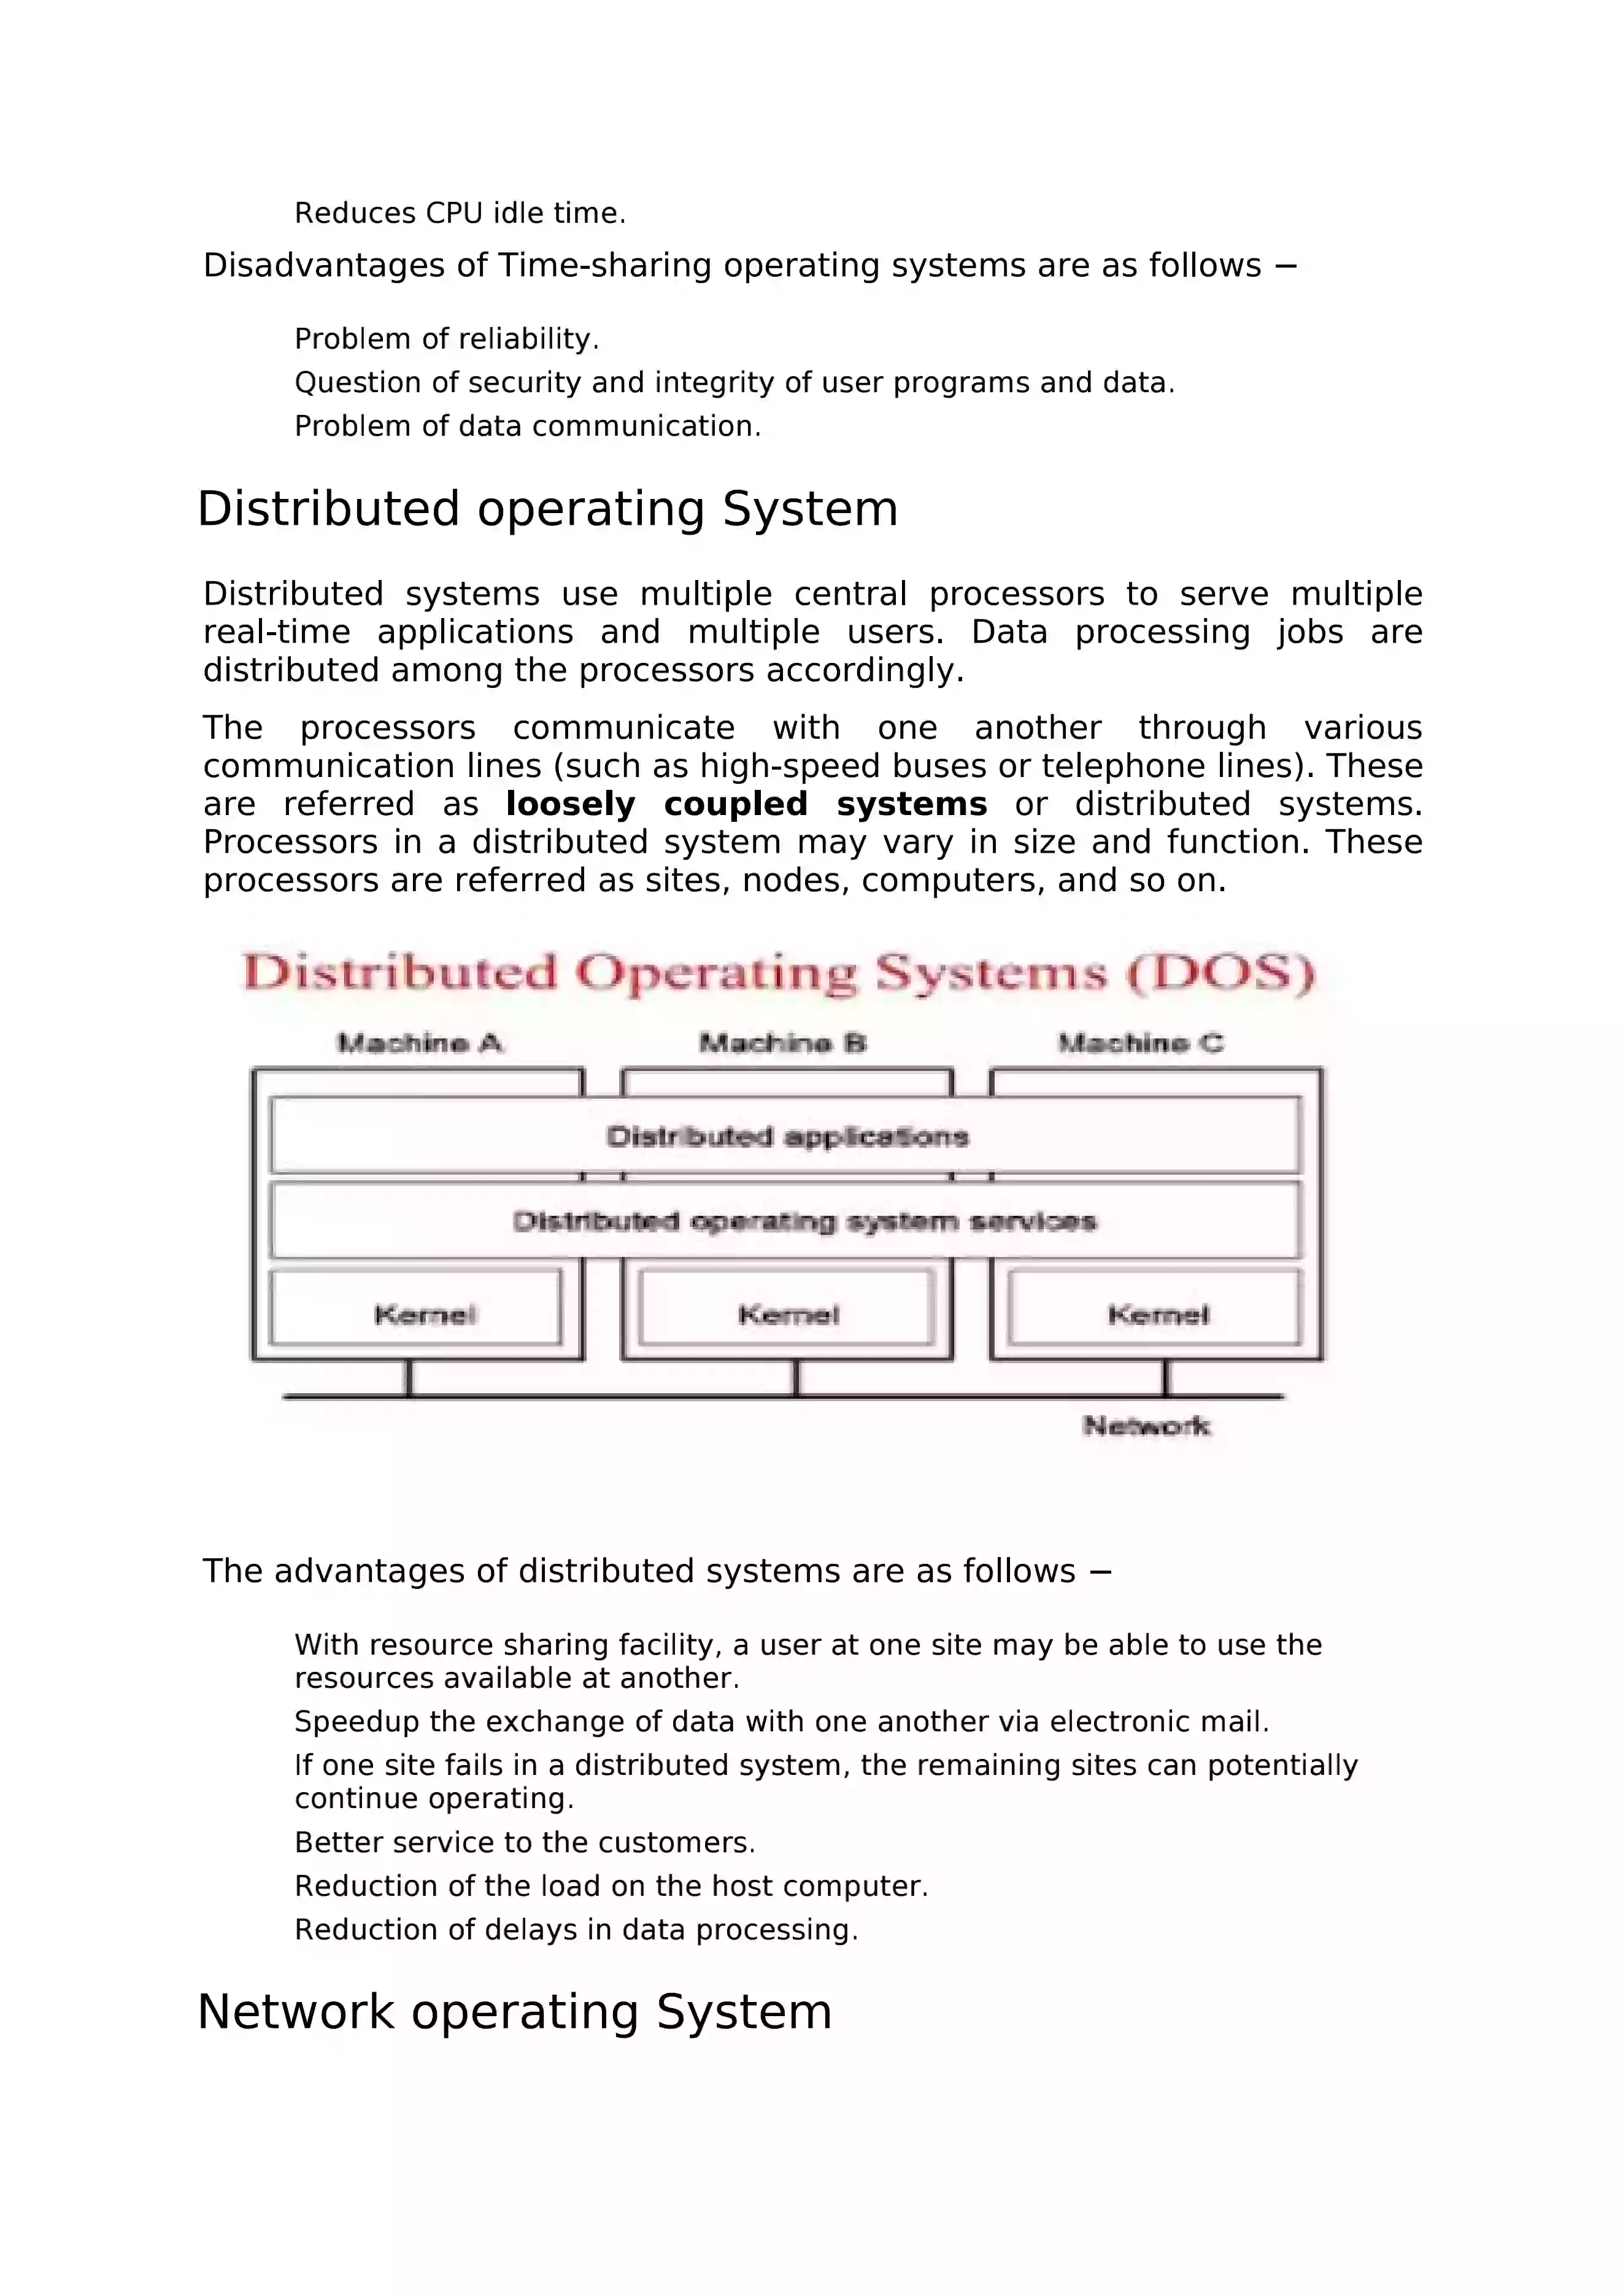 Reduces CPU idle time.
Disadvantages of Time-sharing operating systems are as follows −
Problem of reliability.
Question of security and integrity of user programs and data.
Problem of data communication.
Distributed operating System
Distributed systems use multiple central processors to serve multiple
real-time applications and multiple users. Data processing jobs are
distributed among the processors accordingly.
The processors communicate with one another through various
communication lines (such as high-speed buses or telephone lines). These
are referred as loosely coupled systems or distributed systems.
Processors in a distributed system may vary in size and function. These
processors are referred as sites, nodes, computers, and so on.
Distributed Operating Systems (DOS)
Machine A Machine B Machine C
Distributed applications
Distributed operating system services
Kernel Kernel Kernel
Network
The advantages of distributed systems are as follows −
With resource sharing facility, a user at one site may be able to use the
resources available at another.
Speedup the exchange of data with one another via electronic mail.
If one site fails in a distributed system, the remaining sites can potentially
continue operating.
Better service to the customers.
Reduction of the load on the host computer.
Reduction of delays in data processing.
Network operating System